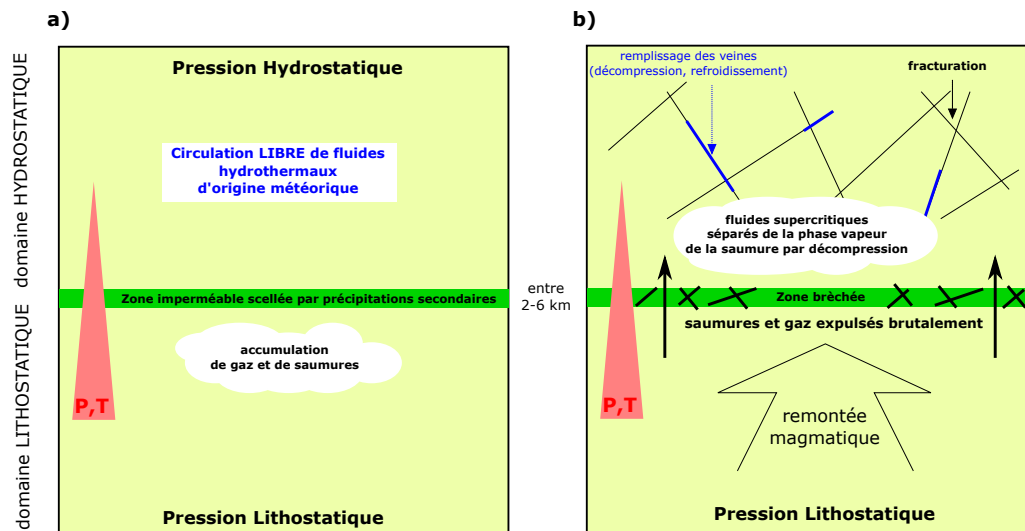 a)
Pression Hydrostatique
Circulation LIBRE de fluides
hydrothermaux
d'origine météorique
domaine HYDROSTATIQUE
Zone imperméable scellée par précipitations secondaires
entre
2-6 km
accumulation
de gaz et de saumures
P,T
domaine LITHOSTATIQUE
Pression Lithostatique
b)
remplissage des veines
(décompression, refroidissement)
fracturation
fluides supercritiques
séparés de la phase vapeur
de la saumure par décompression
Zone brèchée
saumures et gaz expulsés brutalement
P,T
remontée
magmatique
Pression Lithostatique